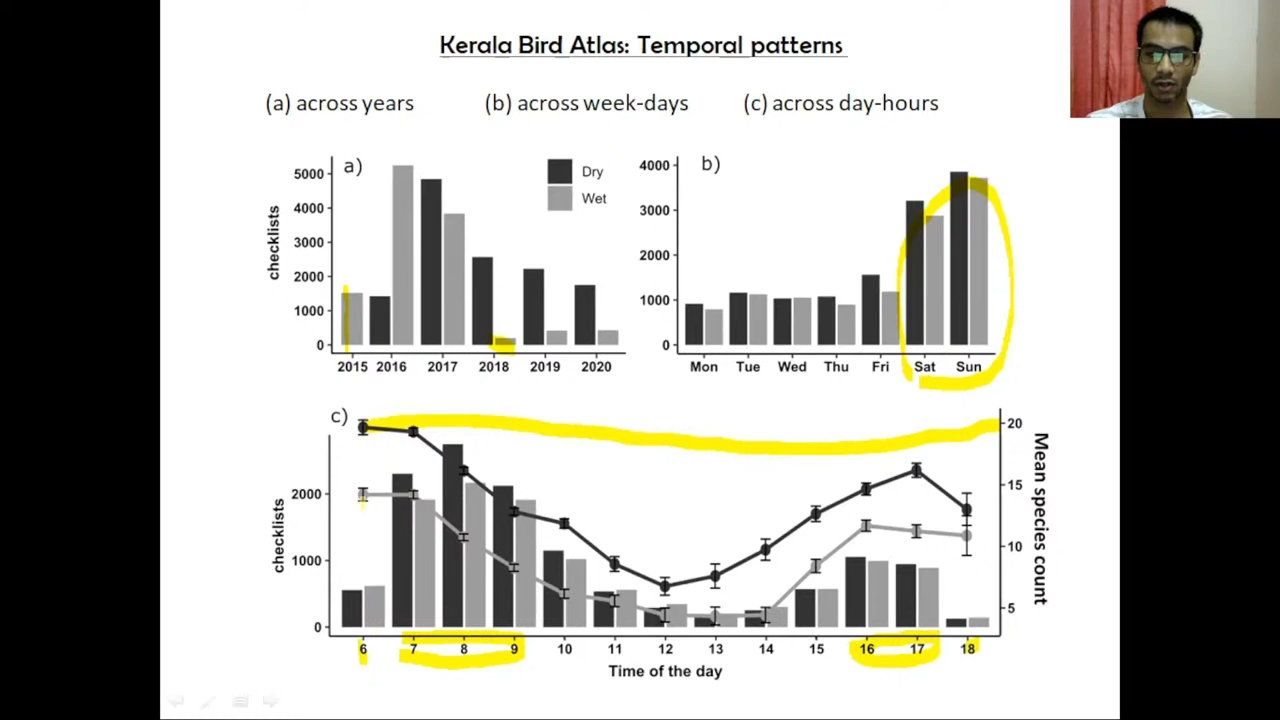 Kerala Bird Atlas: Temporal patterns
(a) across years (b) across week-days (c) across day-hours
a)
Dry
Wet
5000
4000
3000
2000
1000
0
checklists
2015 2016 2017 2018 2019 2020
b)
4000
3000
2000
1000
0
Mon Tue Wed Thu Fri Sat Sun
c)
2000
1000
0
checklists
20
15
10
5
Mean species count
6 7 8 9 10 11 12 13 14 15 16 17 18
Time of the day